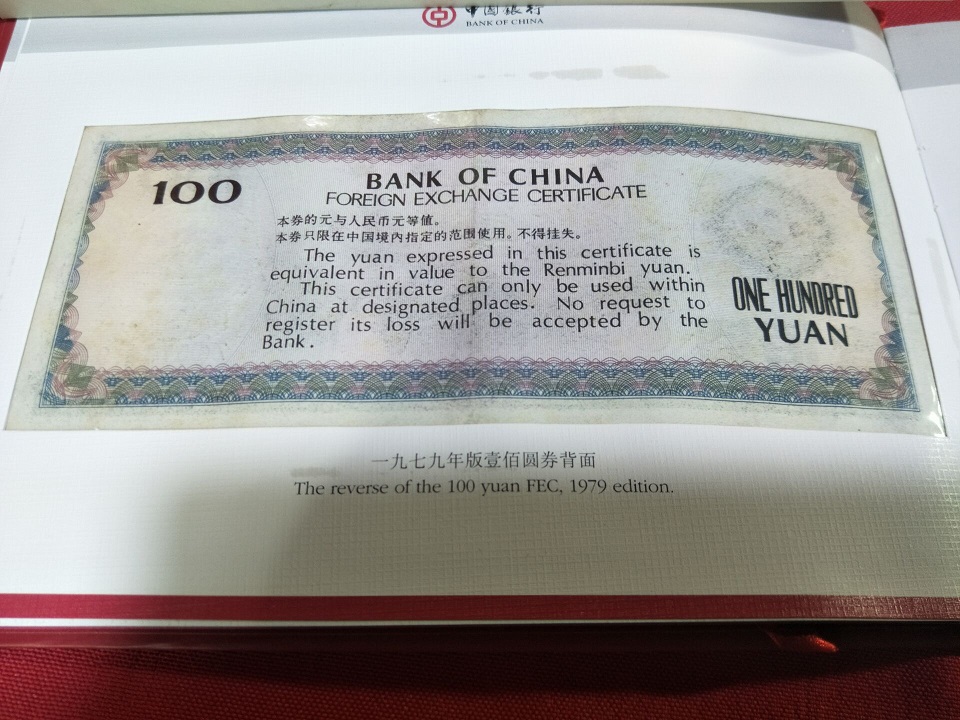 中国银行
BANK OF CHINA
100
BANK OF CHINA
FOREIGN EXCHANGE CERTIFICATE
本券的元与人民币元等值。
本券只限在中国境内指定的范围使用。不得挂失。
The yuan expressed in this certificate is
equivalent in value to the Renminbi yuan.
This certificate can only be used within
China at designated places. No request to
register its loss will be accepted by the
Bank.
ONE HUNDRED
YUAN
一九七九年版壹佰圆券背面
The reverse of the 100 yuan FEC, 1979 edition.